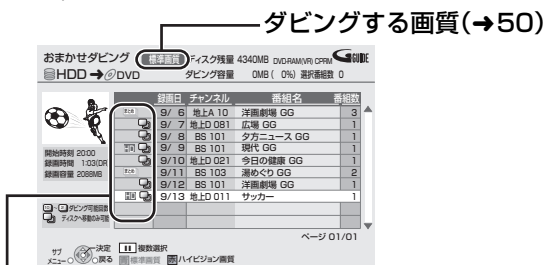 ダビングする画質(➔50)
おまかせダビング 標準画質 ディスク残量 4340MB DVD-RAM(VR) CPRM GGUIDE
HDD ➔ DVD ダビング容量 0MB ( 0%) 選択番組数 0
録画日 チャンネル 番組名 番組数
まとめ 9/ 6 地上A 10 洋画劇場 GG 3
9/ 7 地上D 081 広場 GG 1
9/ 8 BS 101 夕方ニュース GG 1
9/ 9 BS 101 現代 GG 1
9/10 地上D 021 今日の健康 GG 1
まとめ 9/11 BS 103 湯めぐり GG 2
9/12 BS 101 洋画劇場 GG 1
9/13 地上D 011 サッカー 1
開始時刻 20:00
録画時間 1:03(DR
録画容量 2088MB
ダビング可能回数
ディスクへ移動のみ可能
ページ 01/01
サブメニュー 決定 戻る
複数選択
標準画質 赤 ハイビジョン画質